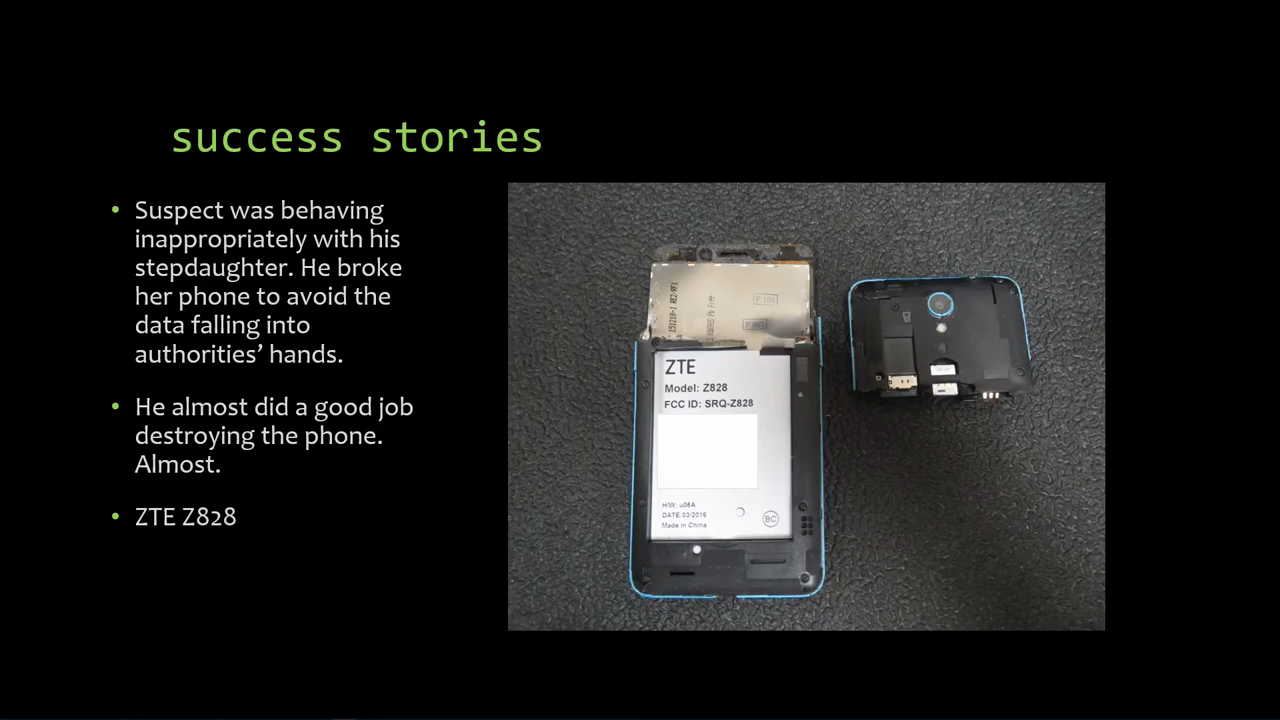 success stories
• Suspect was behaving
inappropriately with his
stepdaughter. He broke
her phone to avoid the
data falling into
authorities’ hands.
• He almost did a good job
destroying the phone.
Almost.
• ZTE Z828
ZTE
Model: Z828
FCC ID: SRQ-Z828
H/W: u06A
DATE:03/2016
Made in China
BC